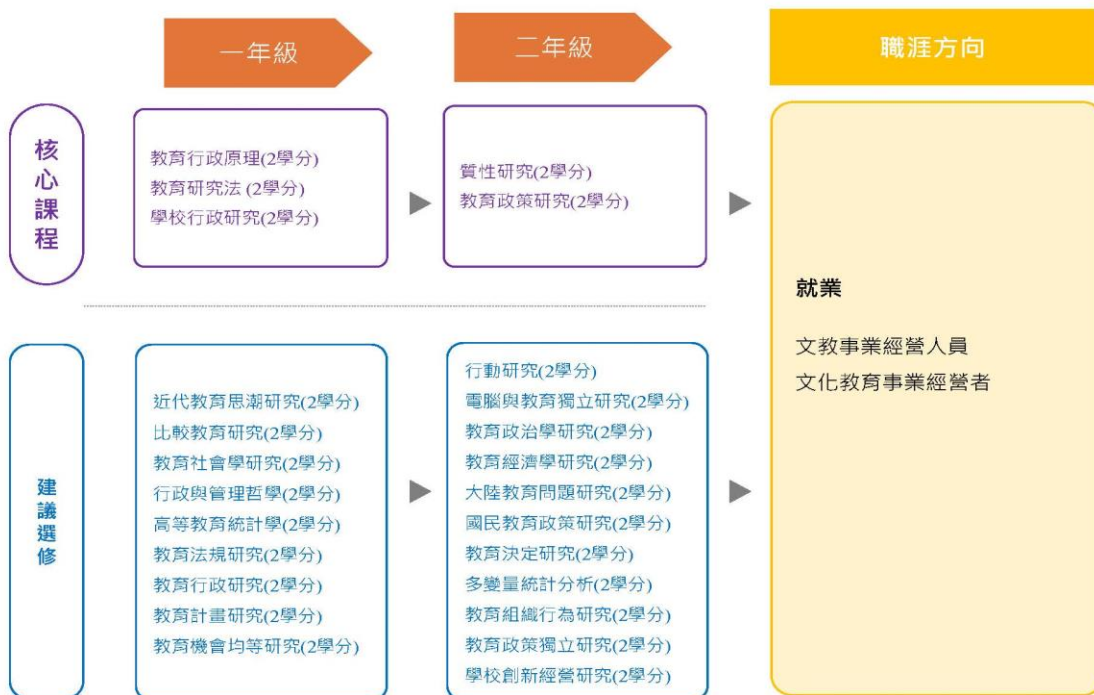 一年級
二年級
職涯方向
核心課程
教育行政原理(2學分)
教育研究法 (2學分)
學校行政研究(2學分)
質性研究(2學分)
教育政策研究(2學分)
就業
文教事業經營人員
文化教育事業經營者
建議選修
近代教育思潮研究(2學分)
比較教育研究(2學分)
教育社會學研究(2學分)
行政與管理哲學(2學分)
高等教育統計學(2學分)
教育法規研究(2學分)
教育行政研究(2學分)
教育計畫研究(2學分)
教育機會均等研究(2學分)
行動研究(2學分)
電腦與教育獨立研究(2學分)
教育政治學研究(2學分)
教育經濟學研究(2學分)
大陸教育問題研究(2學分)
國民教育政策研究(2學分)
教育決定研究(2學分)
多變量統計分析(2學分)
教育組織行為研究(2學分)
教育政策獨立研究(2學分)
學校創新經營研究(2學分)